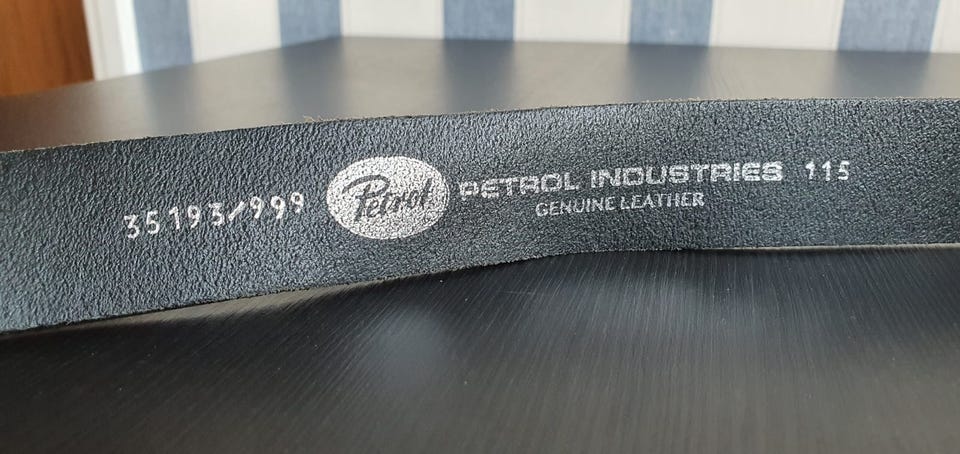 35193/999 Petrol PETROL INDUSTRIES 115
GENUINE LEATHER